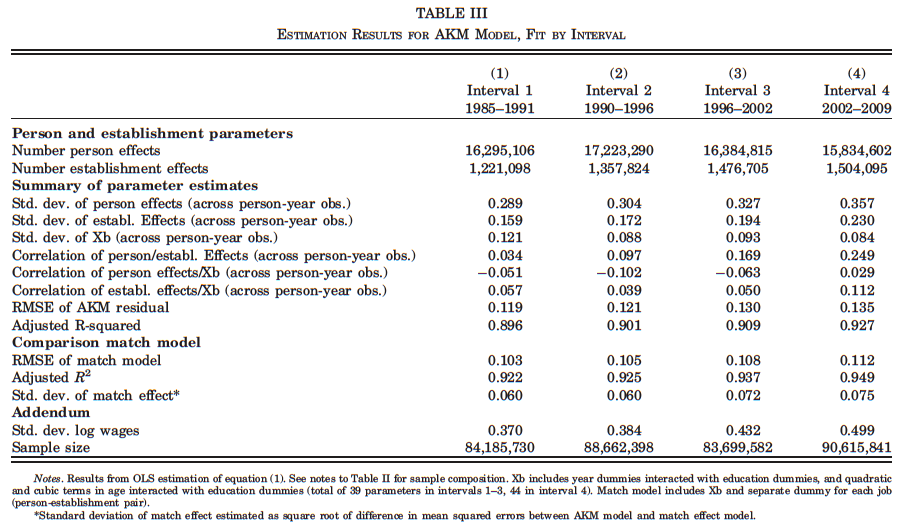 TABLE III
ESTIMATION RESULTS FOR AKM MODEL, FIT BY INTERVAL
(1) (2) (3) (4)
Interval 1 Interval 2 Interval 3 Interval 4
1985–1991 1990–1996 1996–2002 2002–2009
Person and establishment parameters
Number person effects 16,295,106 17,223,290 16,384,815 15,834,602
Number establishment effects 1,221,098 1,357,824 1,476,705 1,504,095
Summary of parameter estimates
Std. dev. of person effects (across person-year obs.) 0.289 0.304 0.327 0.357
Std. dev. of establ. Effects (across person-year obs.) 0.159 0.172 0.194 0.230
Std. dev. of Xb (across person-year obs.) 0.121 0.088 0.093 0.084
Correlation of person/establ. Effects (across person-year obs.) 0.034 0.097 0.169 0.249
Correlation of person effects/Xb (across person-year obs.) −0.051 −0.102 −0.063 0.029
Correlation of establ. effects/Xb (across person-year obs.) 0.057 0.039 0.050 0.112
RMSE of AKM residual 0.119 0.121 0.130 0.135
Adjusted R-squared 0.896 0.901 0.909 0.927
Comparison match model
RMSE of match model 0.103 0.105 0.108 0.112
Adjusted R² 0.922 0.925 0.937 0.949
Std. dev. of match effect* 0.060 0.060 0.072 0.075
Addendum
Std. dev. log wages 0.370 0.384 0.432 0.499
Sample size 84,185,730 88,662,398 83,699,582 90,615,841
Notes. Results from OLS estimation of equation (1). See notes to Table II for sample composition. Xb includes year dummies interacted with education dummies, and quadratic
and cubic terms in age interacted with education dummies (total of 39 parameters in intervals 1–3, 44 in interval 4). Match model includes Xb and separate dummy for each job
(person-establishment pair).
*Standard deviation of match effect estimated as square root of difference in mean squared errors between AKM model and match effect model.